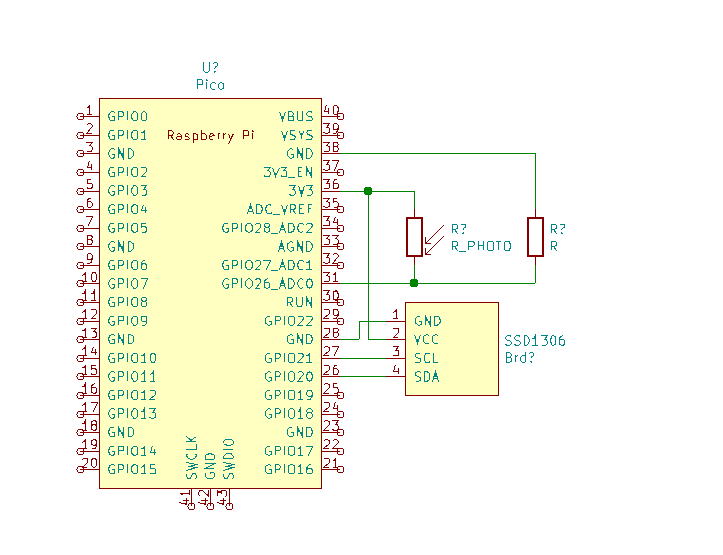 U?
Pico
1 GPIO0 VBUS 40
2 GPIO1 Raspberry Pi VSYS 39
3 GND GND 38
4 GPIO2 3V3_EN 37
5 GPIO3 3V3 36
6 GPIO4 ADC_VREF 35
7 GPIO5 GPIO28_ADC2 34
8 GND AGND 33
9 GPIO6 GPIO27_ADC1 32
10 GPIO7 GPIO26_ADC0 31
11 GPIO8 RUN 30
12 GPIO9 GPIO22 29
13 GND GND 28
14 GPIO10 GPIO21 27
15 GPIO11 GPIO20 26
16 GPIO12 GPIO19 25
17 GPIO13 GPIO18 24
18 GND GND 23
19 GPIO14 GPIO17 22
20 GPIO15 GPIO16 21
SWCLK
GND
SWDIO
41
42
43
R?
R_PHOTO
R?
R
1 GND
2 VCC
3 SCL
4 SDA
SSD1306
Brd?